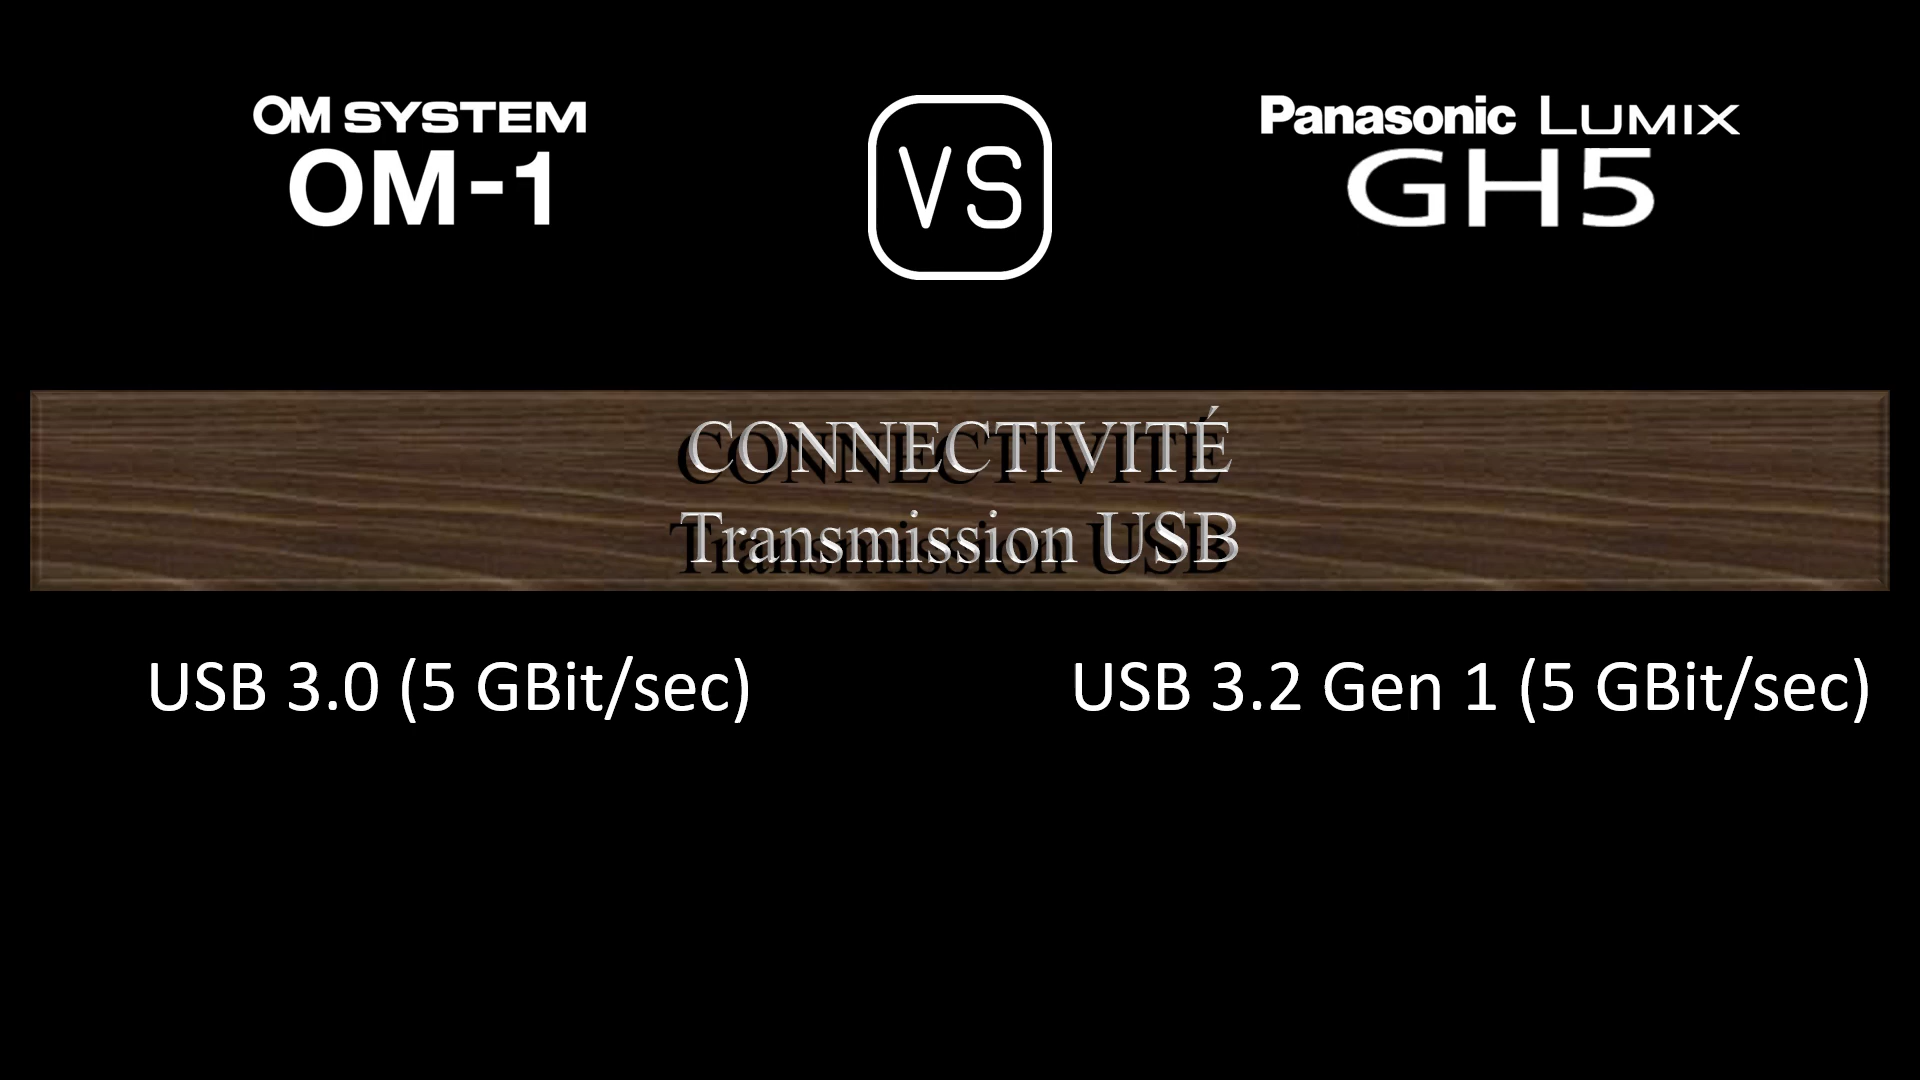 OM SYSTEM
OM-1
VS
Panasonic LUMIX
GH5
CONNECTIVITÉ
Transmission USB
USB 3.0 (5 GBit/sec)
USB 3.2 Gen 1 (5 GBit/sec)